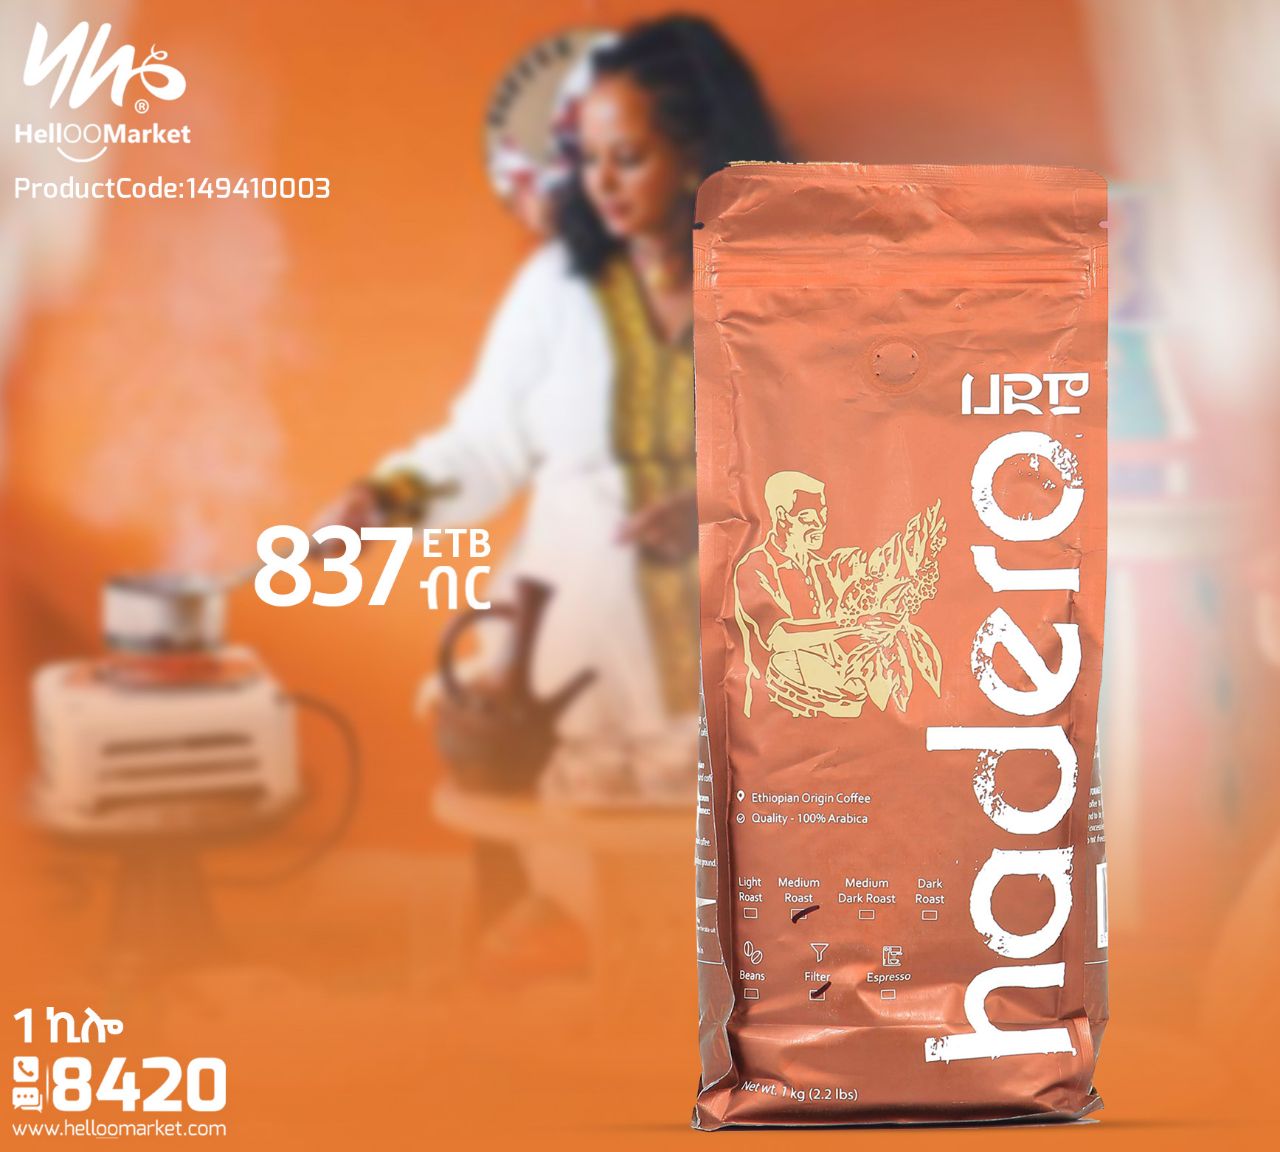 ሃሎ
®
HellOOMarket
ProductCode:149410003
837 ETB
ብር
ሀደሮ
hadero
Ethiopian Origin Coffee
Quality - 100% Arabica
Light Roast
Medium Roast
Medium Dark Roast
Dark Roast
Beans
Filter
Espresso
Net wt. 1 kg (2.2 lbs)
1 ኪሎ
8420
www.helloomarket.com